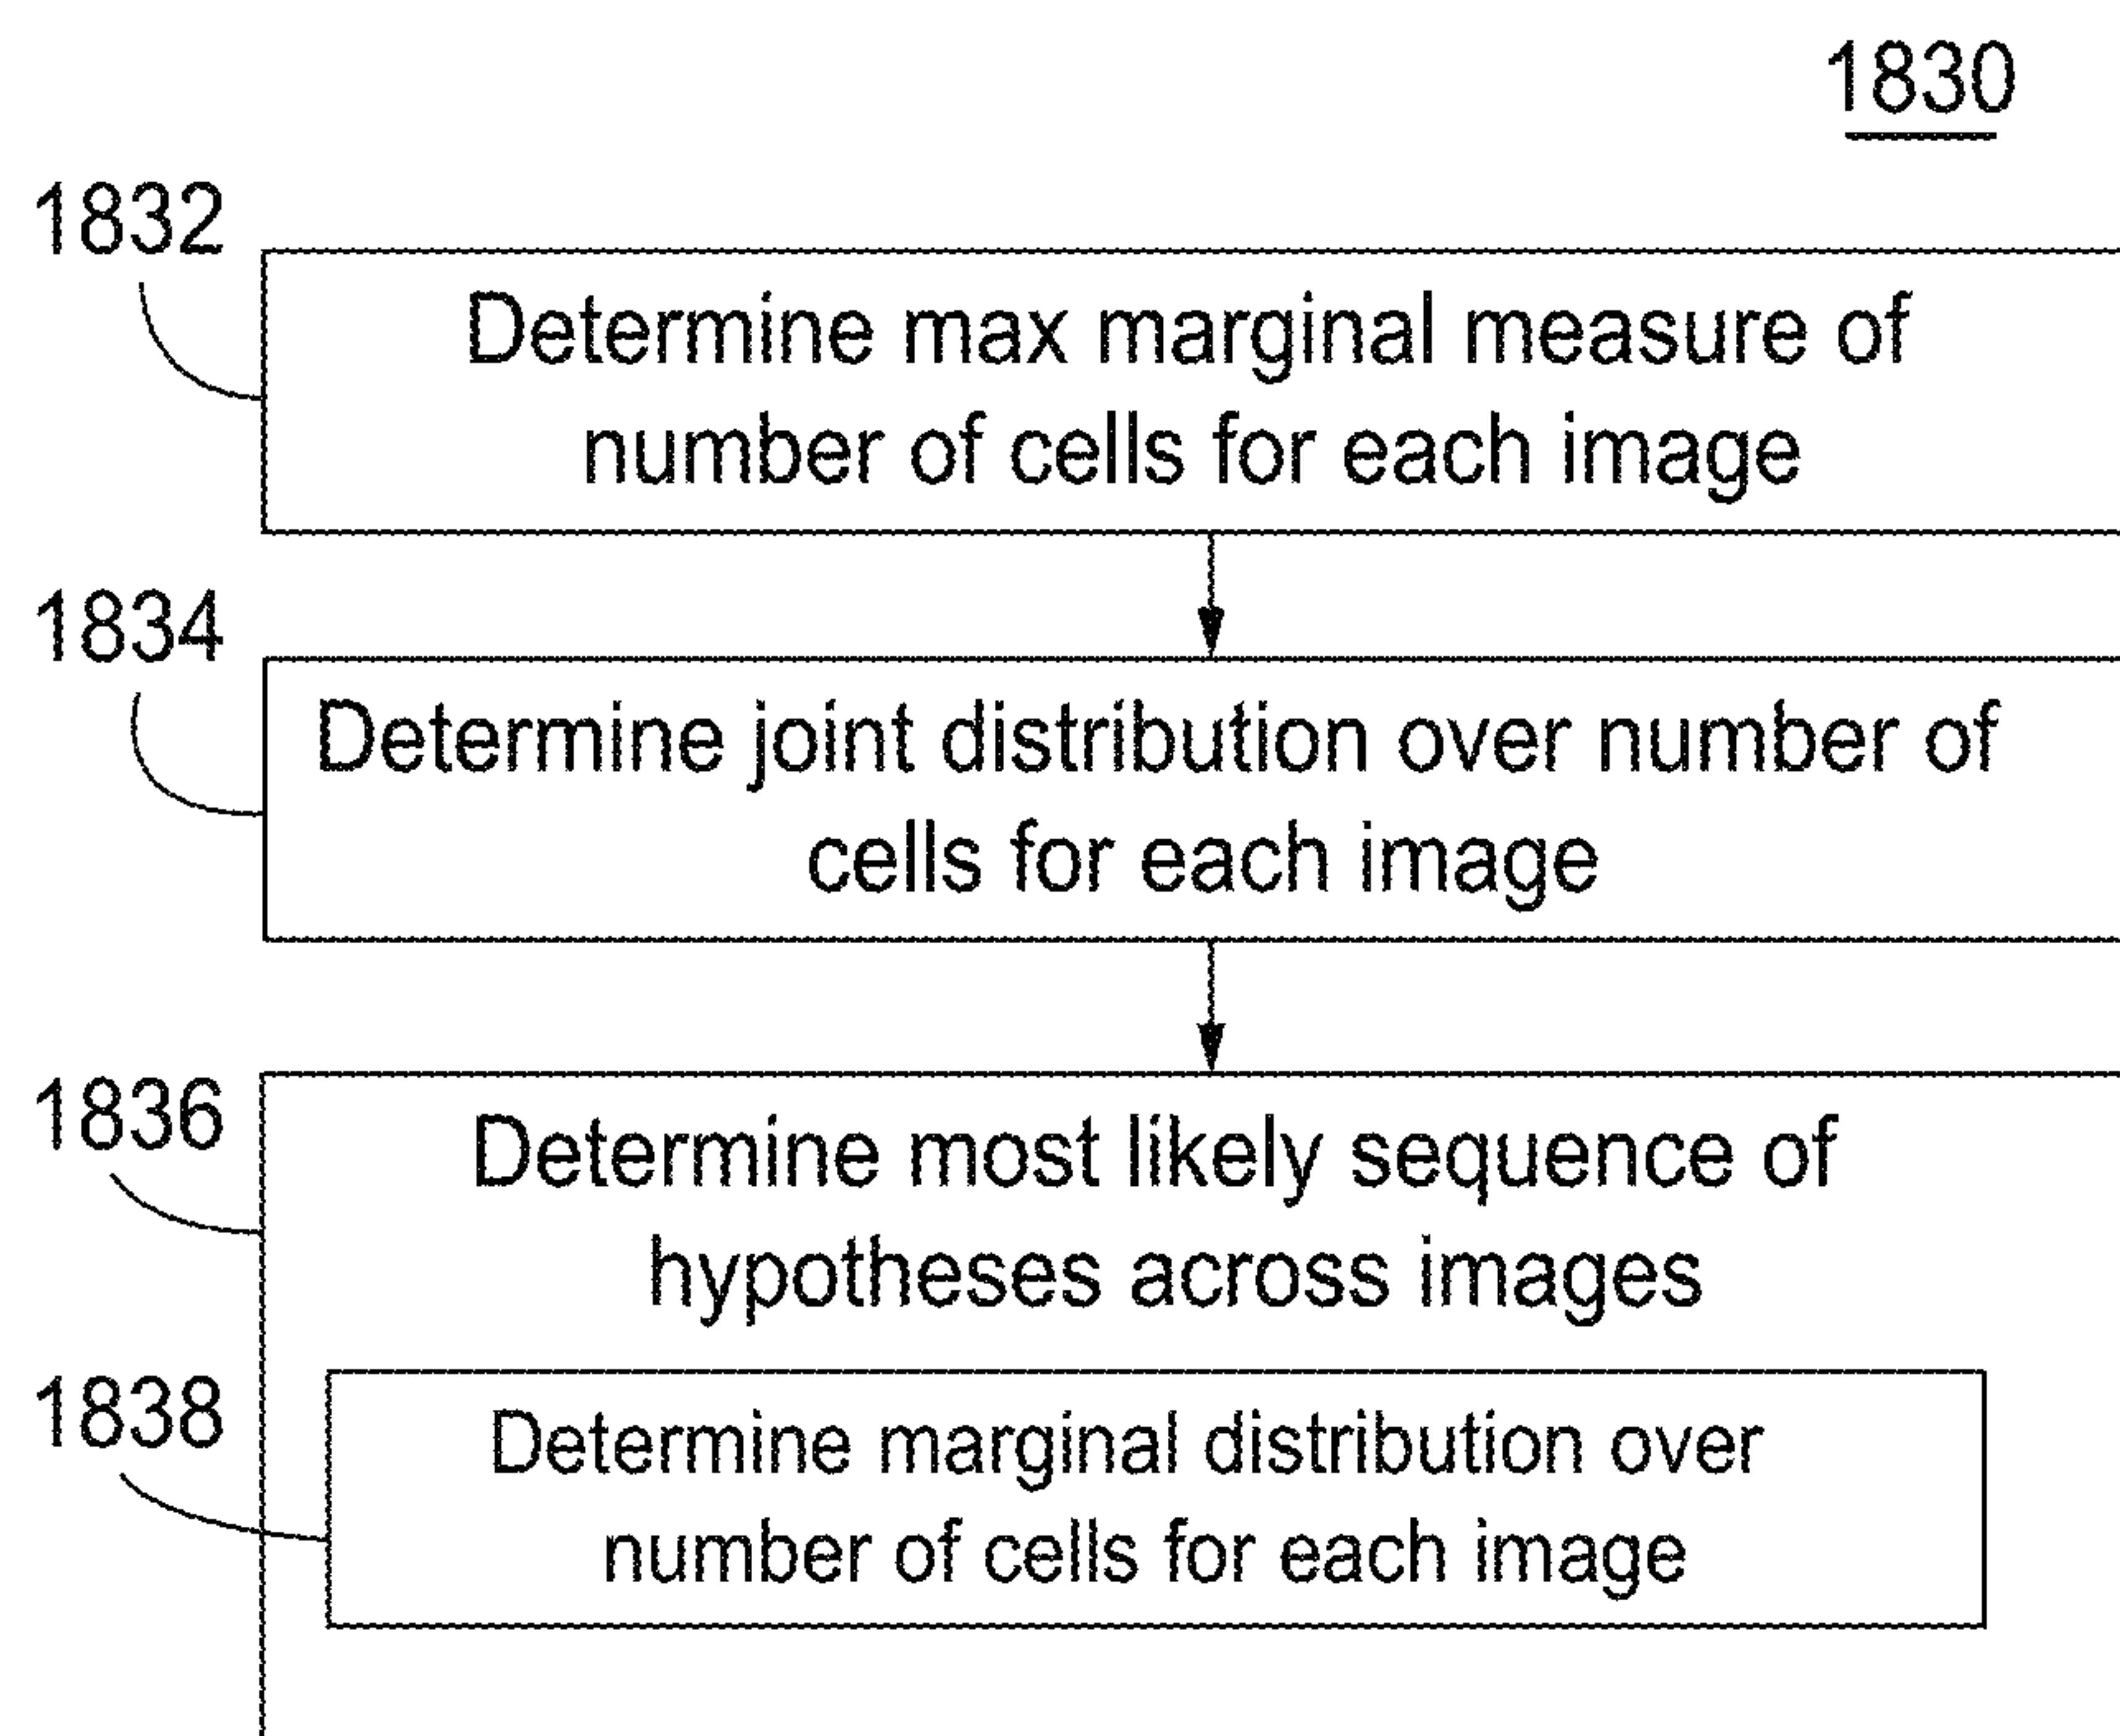 1830
1832
Determine max marginal measure of
number of cells for each image
1834
Determine joint distribution over number of
cells for each image
1836
Determine most likely sequence of
hypotheses across images
1838
Determine marginal distribution over
number of cells for each image